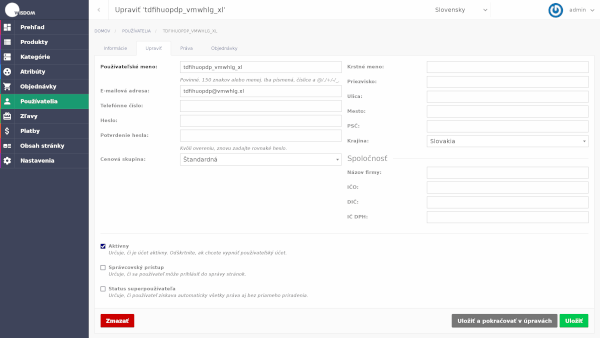 WISDOM
Upraviť 'tdfihuopdp_vmwhlg_xl'
Slovensky
admin
Prehľad
Produkty
Kategórie
Atribúty
Objednávky
Používatelia
Zľavy
Platby
Obsah stránky
Nastavenia
DOMOV / POUŽÍVATELIA / TDFIHUOPDP_VMWHLG_XL
Informácie
Upraviť
Práva
Objednávky
Používateľské meno:
tdfihuopdp_vmwhlg_xl
Povinné. 150 znakov alebo menej, iba písmená, číslice a @/./+/-/_
E-mailová adresa:
tdfihuopdp@vmwhlg.xl
Telefónne číslo:
Heslo:
Potvrdenie hesla:
Kvôli overeniu, znovu zadajte rovnaké heslo.
Cenová skupina:
Štandardná
Krstné meno:
Priezvisko:
Ulica:
Mesto:
PSČ:
Krajina:
Slovakia
Spoločnosť
Názov firmy:
IČO:
DIČ:
IČ DPH:
Aktívny
Určuje, či je účet aktívny. Odškrtnite, ak chcete vypnúť používateľský účet.
Správcovský prístup
Určuje, či sa používateľ môže prihlásiť do správy stránok.
Status superpoužívateľa
Určuje, či používateľ získava automaticky všetky práva aj bez priameho priradenia.
Zmazať
Uložiť a pokračovať v úpravách
Uložiť